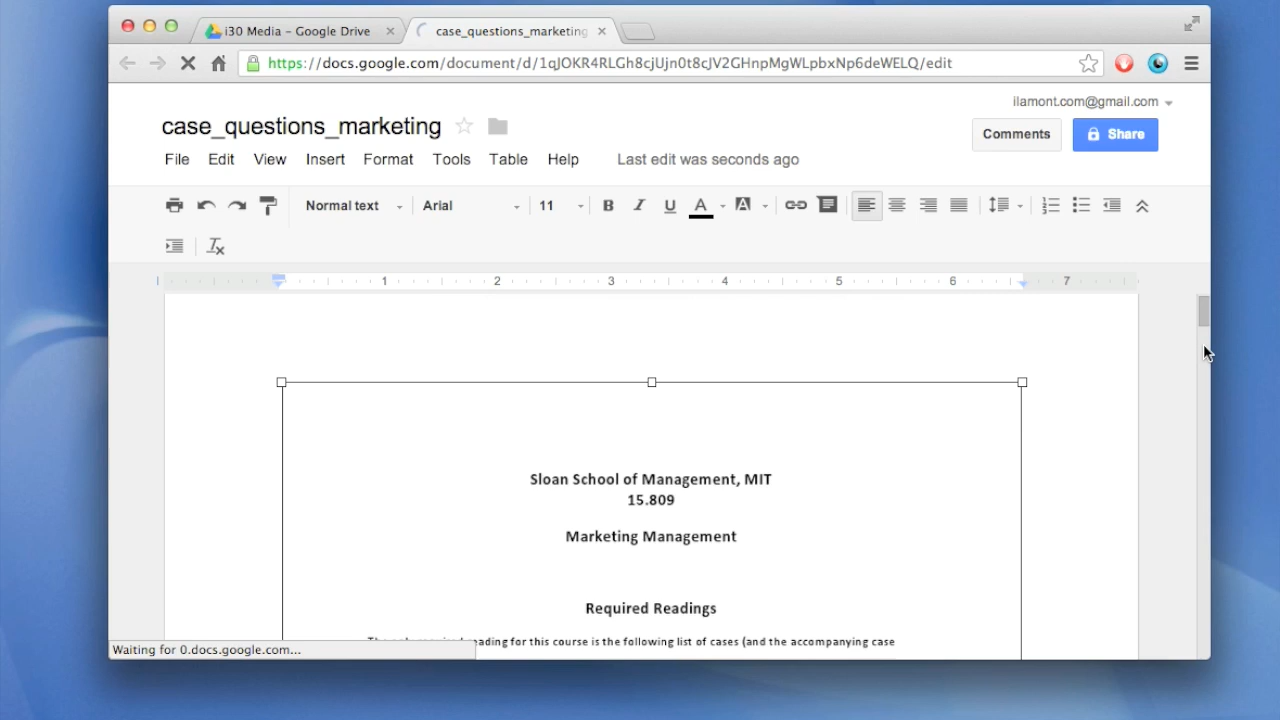 i30 Media – Google Drive
case_questions_marketing
https://docs.google.com/document/d/1qJOKR4RLGh8cjUjn0t8cJV2GHnpMgWLpbxNp6deWELQ/edit
ilamont.com@gmail.com
case_questions_marketing
Comments
Share
File Edit View Insert Format Tools Table Help Last edit was seconds ago
Normal text Arial 11 B I U A A
1 2 3 4 5 6 7
Sloan School of Management, MIT
15.809
Marketing Management
Required Readings
reading for this course is the following list of cases (and the accompanying case
Waiting for 0.docs.google.com...